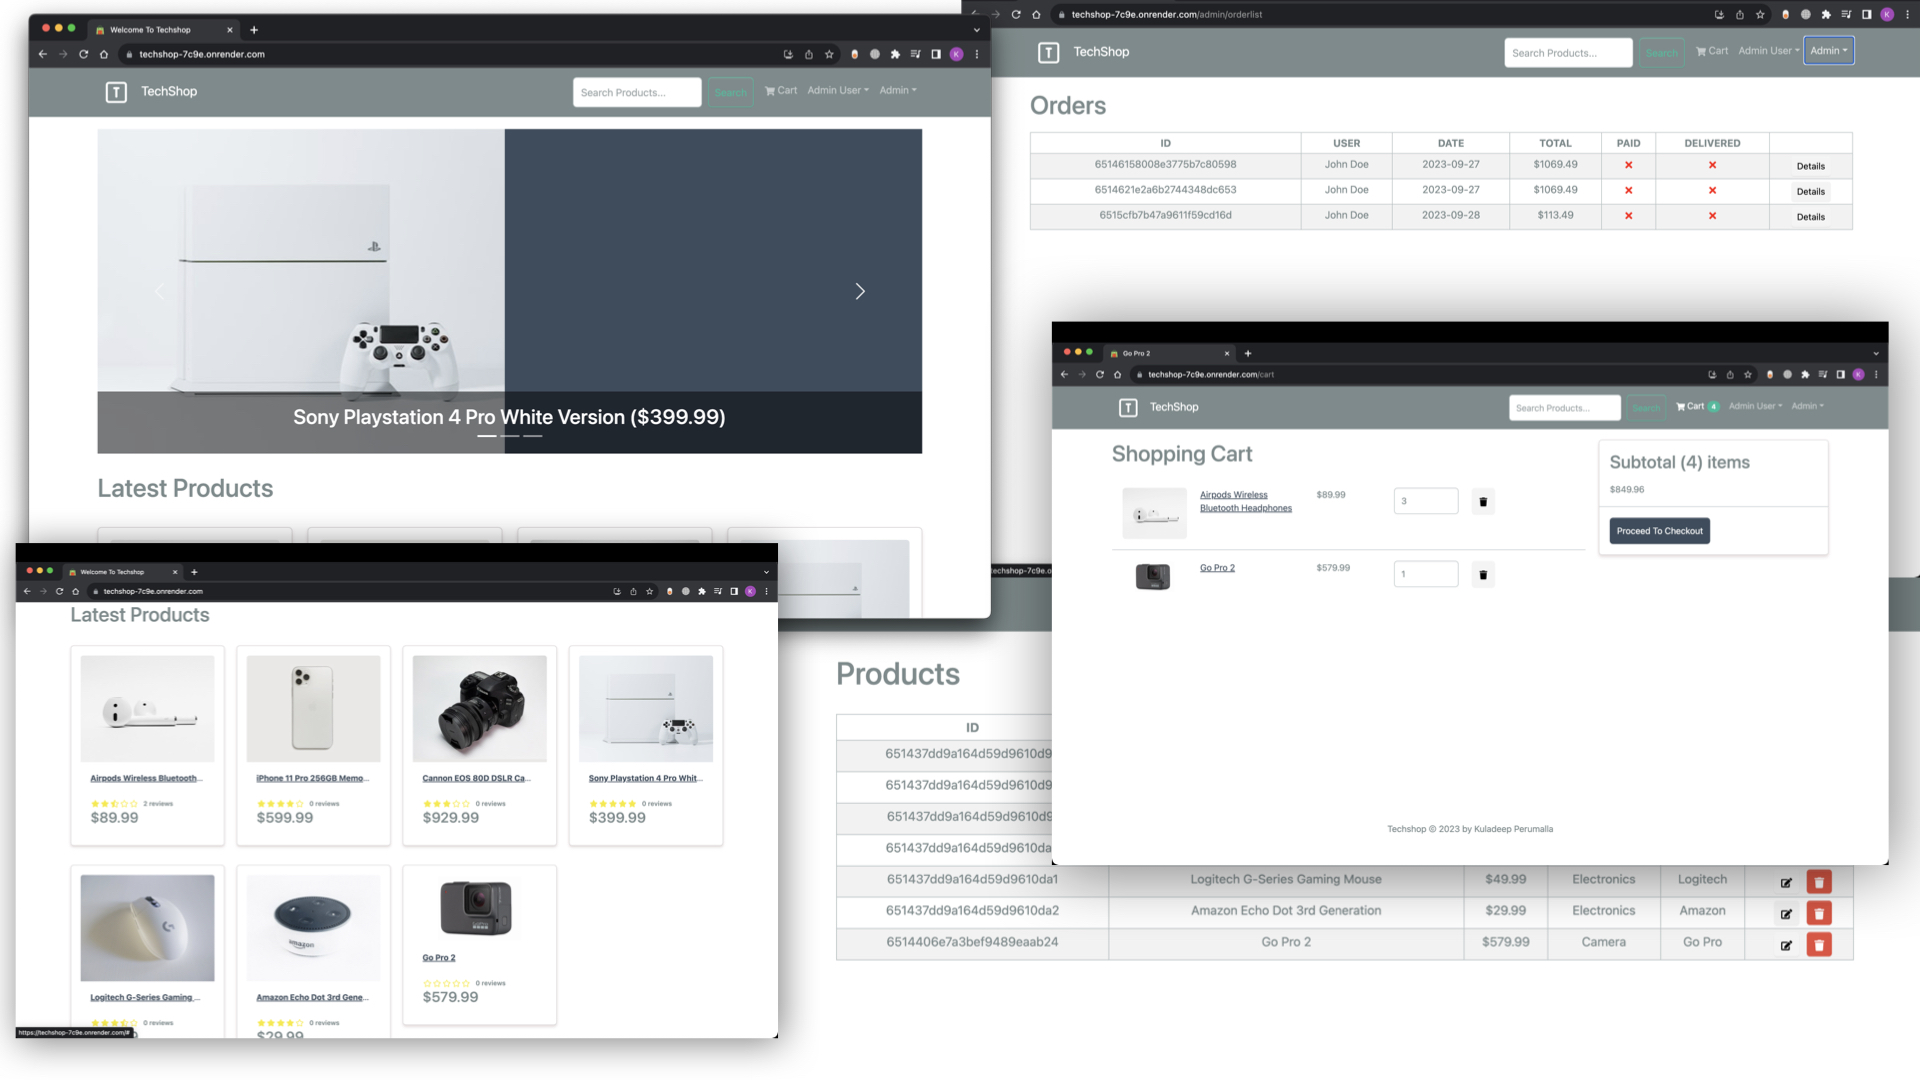 Welcome To Techshop
techshop-7c9e.onrender.com
TechShop
Search Products...
Search
Cart
Admin User
Admin
Sony Playstation 4 Pro White Version ($399.99)
Latest Products
techshop-7c9e.onrender.com/admin/orderlist
TechShop
Search Products...
Search
Cart
Admin User
Admin
Orders
ID USER DATE TOTAL PAID DELIVERED
65146158008e3775b7c80598 John Doe 2023-09-27 $1069.49 Details
6514621e2a6b2744348dc653 John Doe 2023-09-27 $1069.49 Details
6515cfb7b47a9611f59cd16d John Doe 2023-09-28 $113.49 Details
Go Pro 2
techshop-7c9e.onrender.com/cart
TechShop
Search Products...
Search
Cart 4
Admin User
Admin
Shopping Cart
Airpods Wireless
Bluetooth Headphones
$89.99
3
Go Pro 2
$579.99
1
Subtotal (4) items
$849.96
Proceed To Checkout
Techshop © 2023 by Kuladeep Perumalla
Welcome To Techshop
techshop-7c9e.onrender.com
Latest Products
Airpods Wireless Bluetooth...
2 reviews
$89.99
iPhone 11 Pro 256GB Memo...
0 reviews
$599.99
Cannon EOS 80D DSLR Ca...
0 reviews
$929.99
Sony Playstation 4 Pro Whit...
0 reviews
$399.99
Logitech G-Series Gaming ...
0 reviews
amazon
Amazon Echo Dot 3rd Gene...
0 reviews
$29.99
Go Pro 2
0 reviews
$579.99
https://techshop-7c9e.onrender.com/#
echshop-7c9e.o
Products
ID
651437dd9a164d59d9610d9
651437dd9a164d59d9610d9
651437dd9a164d59d9610d9
651437dd9a164d59d9610da
651437dd9a164d59d9610da1 Logitech G-Series Gaming Mouse $49.99 Electronics Logitech
651437dd9a164d59d9610da2 Amazon Echo Dot 3rd Generation $29.99 Electronics Amazon
6514406e7a3bef9489eaab24 Go Pro 2 $579.99 Camera Go Pro